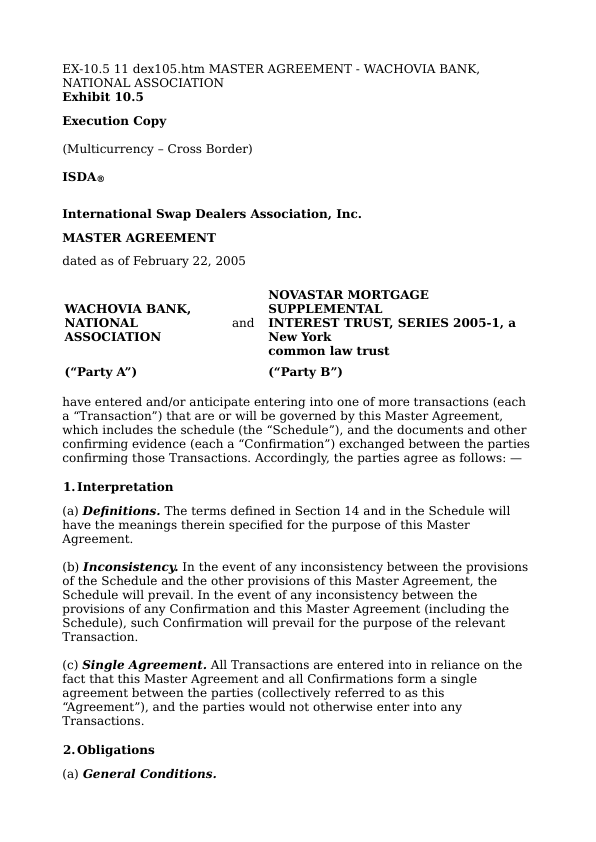 EX-10.5 11 dex105.htm MASTER AGREEMENT - WACHOVIA BANK,
NATIONAL ASSOCIATION
Exhibit 10.5
Execution Copy
(Multicurrency – Cross Border)
ISDA®
International Swap Dealers Association, Inc.
MASTER AGREEMENT
dated as of February 22, 2005
WACHOVIA BANK,
NATIONAL
ASSOCIATION
and
NOVASTAR MORTGAGE
SUPPLEMENTAL
INTEREST TRUST, SERIES 2005-1, a
New York
common law trust
(“Party A”)
(“Party B”)
have entered and/or anticipate entering into one of more transactions (each
a “Transaction”) that are or will be governed by this Master Agreement,
which includes the schedule (the “Schedule”), and the documents and other
confirming evidence (each a “Confirmation”) exchanged between the parties
confirming those Transactions. Accordingly, the parties agree as follows: —
1. Interpretation
(a) Definitions. The terms defined in Section 14 and in the Schedule will
have the meanings therein specified for the purpose of this Master
Agreement.
(b) Inconsistency. In the event of any inconsistency between the provisions
of the Schedule and the other provisions of this Master Agreement, the
Schedule will prevail. In the event of any inconsistency between the
provisions of any Confirmation and this Master Agreement (including the
Schedule), such Confirmation will prevail for the purpose of the relevant
Transaction.
(c) Single Agreement. All Transactions are entered into in reliance on the
fact that this Master Agreement and all Confirmations form a single
agreement between the parties (collectively referred to as this
“Agreement”), and the parties would not otherwise enter into any
Transactions.
2. Obligations
(a) General Conditions.